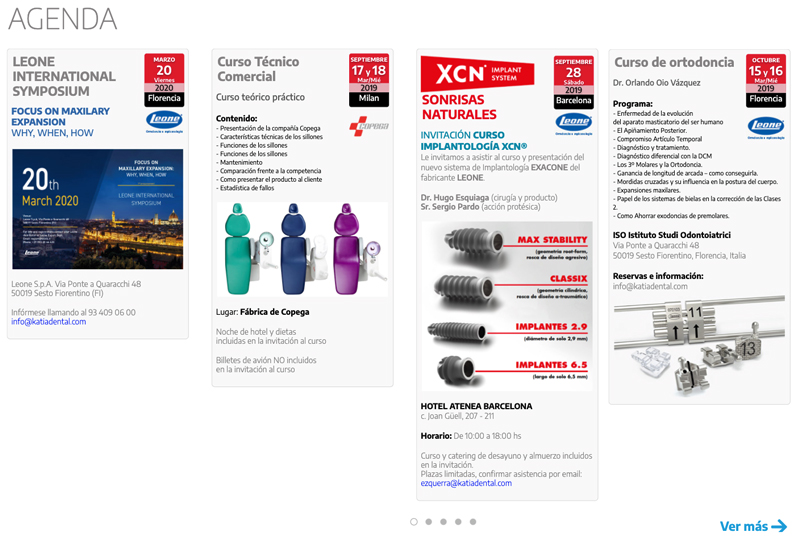 AGENDA
LEONE
INTERNATIONAL
SYMPOSIUM
MARZO
20
Viernes
2020
Florencia
FOCUS ON MAXILARY
EXPANSION
WHY, WHEN, HOW
Leone
FOCUS ON
MAXILLARY EXPANSION:
WHY, WHEN, HOW
20th
March 2020
LEONE INTERNATIONAL
SYMPOSIUM
Leone
Leone S.p.A. Via Ponte a Quaracchi 48
50019 Sesto Fiorentino (FI)
Infórmese llamando al 93 409 06 00
info@katiadental.com
Curso Técnico
Comercial
SEPTIEMBRE
17 y 18
Mar/Mié
2019
Milan
Curso teórico práctico
Copega
Contenido:
- Presentación de la compañía Copega
- Características técnicas de los sillones
- Funciones de los sillones
- Funciones de los sillones
- Mantenimiento
- Comparación frente a la competencia
- Como presentar el producto al cliente
- Estadística de fallos
Lugar: Fábrica de Copega
Noche de hotel y dietas
incluidas en la invitación al curso
Billetes de avión NO incluidos
en la invitación al curso
XCN® IMPLANT
SYSTEM
SEPTIEMBRE
28
Sábado
2019
Barcelona
SONRISAS
NATURALES
Leone
INVITACIÓN CURSO
IMPLANTOLOGÍA XCN®
Le invitamos a asistir al curso y presentación del
nuevo sistema de Implantología EXACONE del
fabricante LEONE.
Dr. Hugo Esquiaga (cirugía y producto)
Sr. Sergio Pardo (acción protésica)
MAX STABILITY
(geometría root-form,
rosca de diseño agresivo)
CLASSIX
(geometría cilíndrica,
rosca de diseño a-traumático)
IMPLANTES 2.9
(diámetro de solo 2,9 mm)
IMPLANTES 6.5
(largo de solo 6,5 mm)
HOTEL ATENEA BARCELONA
c. Joan Güell, 207 - 211
Horario: De 10:00 a 18:00 hs
Curso y catering de desayuno y almuerzo incluidos
en la invitación.
Plazas limitadas, confirmar asistencia por email:
ezquerra@katiadental.com
Curso de ortodoncia
OCTUBRE
15 y 16
Mar/Mié
2019
Florencia
Dr. Orlando Oio Vázquez
Leone
Programa:
- Enfermedad de la evolución
del aparato masticatorio del ser humano
- El Apiñamiento Posterior.
- Compromiso Artículo Temporal
- Diagnóstico y tratamiento.
- Diagnóstico diferencial con la DCM
- Los 3º Molares y la Ortodoncia.
- Ganancia de longitud de arcada – como conseguirla.
- Mordidas cruzadas y su influencia en la postura del cuerpo.
- Expansiones maxilares.
- Papel de los sistemas de bielas en la corrección de las Clases
2.
- Como Ahorrar exodoncias de premolares.
ISO Istituto Studi Odontoiatrici
Via Ponte a Quaracchi 48
50019 Sesto Fiorentino, Florencia, Italia
Reservas e información:
info@katiadental.com
11
13
Ver más